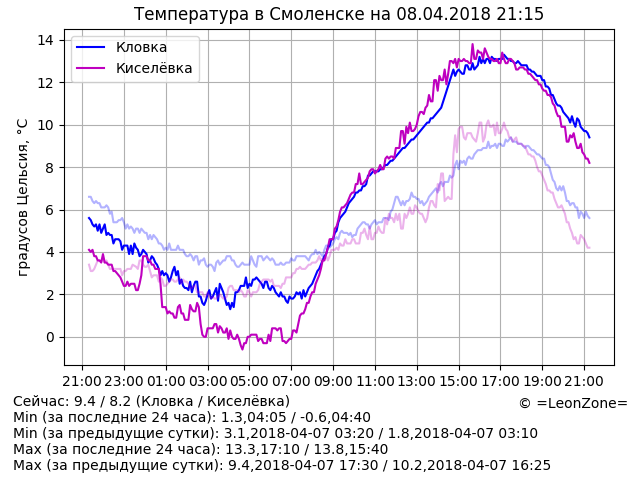 Температура в Смоленске на 08.04.2018 21:15
градусов Цельсия, °C
14
12
10
8
6
4
2
0
Кловка
Киселёвка
21:00 23:00 01:00 03:00 05:00 07:00 09:00 11:00 13:00 15:00 17:00 19:00 21:00
Сейчас: 9.4 / 8.2 (Кловка / Киселёвка)
© =LeonZone=
Min (за последние 24 часа): 1.3,04:05 / -0.6,04:40
Min (за предыдущие сутки): 3.1,2018-04-07 03:20 / 1.8,2018-04-07 03:10
Max (за последние 24 часа): 13.3,17:10 / 13.8,15:40
Max (за предыдущие сутки): 9.4,2018-04-07 17:30 / 10.2,2018-04-07 16:25